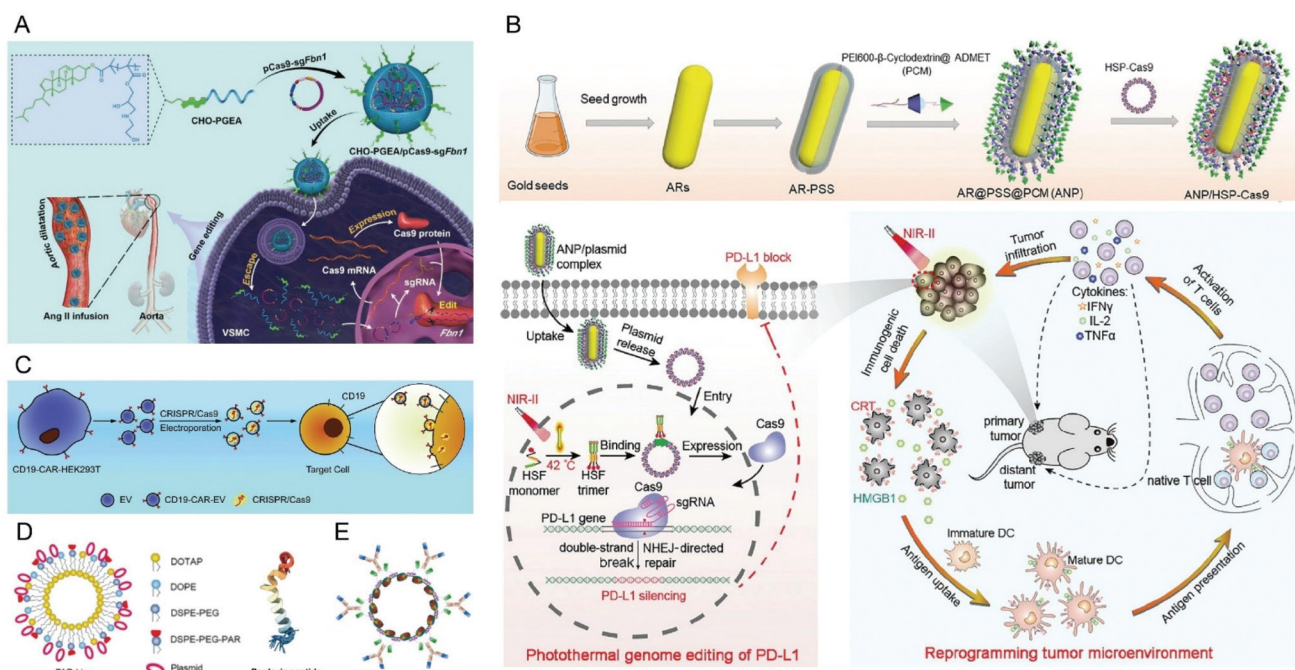 A
pCas9-sgFbn1
CHO-PGEA
Uptake
CHO-PGEA/pCas9-sgFbn1
Aortic dilatation
Gene editing
Expression
Cas9 protein
Escape
Cas9 mRNA
sgRNA
Edit
Fbn1
VSMC
Ang II infusion
Aorta
B
PEI600-β-Cyclodextrin@ ADMET
(PCM)
HSP-Cas9
Seed growth
Gold seeds
ARs
AR-PSS
AR@PSS@PCM (ANP)
ANP/HSP-Cas9
ANP/plasmid
complex
PD-L1 block
Uptake
Plasmid
release
NIR-II
Entry
Cas9
42 °C
Binding
Expression
HSF
monomer
HSF
trimer
Cas9
sgRNA
PD-L1 gene
double-strand
break
NHEJ-directed
repair
PD-L1 silencing
Photothermal genome editing of PD-L1
NIR-II
Tumor
infiltration
Cytokines:
IFNγ
IL-2
TNFα
Activation
of T cells
Immunogenic
cell death
CRT
HMGB1
primary
tumor
distant
tumor
native T cell
Immature DC
Mature DC
Antigen uptake
Antigen presentation
Reprogramming tumor microenvironment
C
CD19
CRISPR/Cas9
Electroporation
CD19-CAR-HEK293T
Target Cell
EV
CD19-CAR-EV
CRISPR/Cas9
D
DOTAP
DOPE
DSPE-PEG
DSPE-PEG-PAR
Plasmid
E